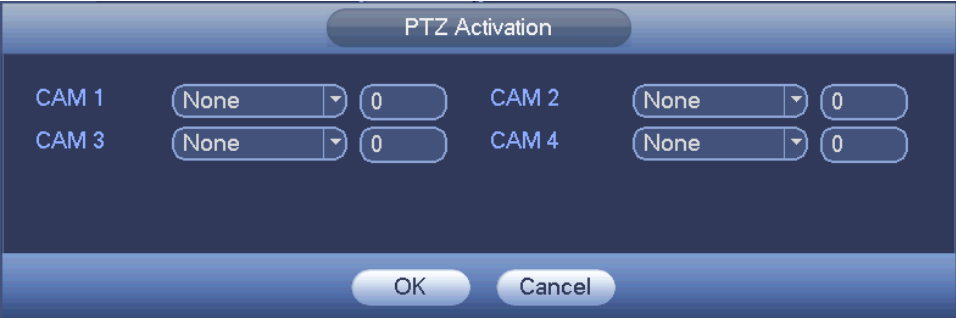 PTZ Activation
CAM 1 None 0 CAM 2 None 0
CAM 3 None 0 CAM 4 None 0
OK Cancel